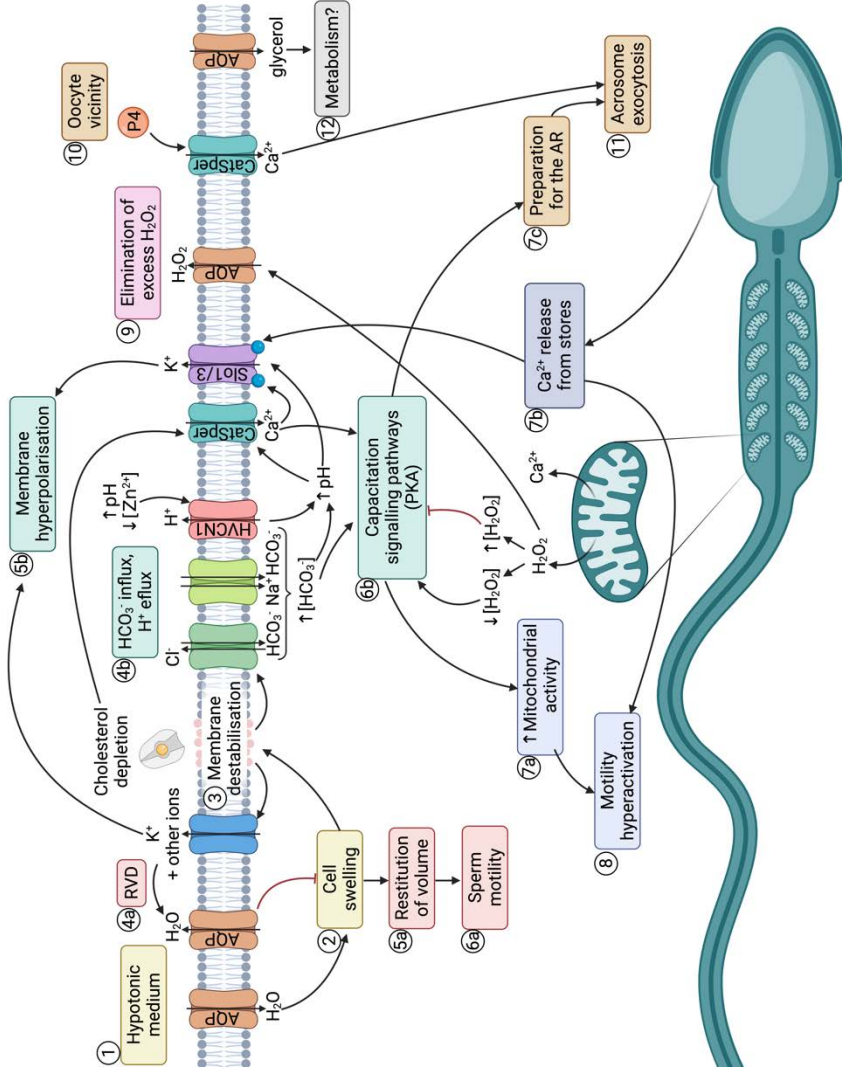 1
Hypotonic
medium
AQP
H₂O
H₂O
AQP
4a
RVD
K⁺
+ other ions
2
Cell
swelling
5a
Restitution
of volume
6a
Sperm
motility
Cholesterol
depletion
3
Membrane
destabilisation
4b
HCO₃⁻ influx,
H⁺ eflux
Cl⁻
HCO₃⁻
Na⁺
HCO₃⁻
↑[HCO₃⁻]
↑pH
↓[Zn²⁺]
H⁺
HVCN1
↑pH
5b
Membrane
hyperpolarisation
CatSper
Ca²⁺
K⁺
Slo1/3
6b
Capacitation
signalling pathways
(PKA)
↓[H₂O₂]
↑[H₂O₂]
H₂O₂
Ca²⁺
7a
↑Mitochondrial
activity
8
Motility
hyperactivation
7b
Ca²⁺ release
from stores
7c
Preparation
for the AR
9
Elimination of
excess H₂O₂
H₂O₂
AQP
10
Oocyte
vicinity
P4
CatSper
Ca²⁺
11
Acrosome
exocytosis
AQP
glycerol
12
Metabolism?